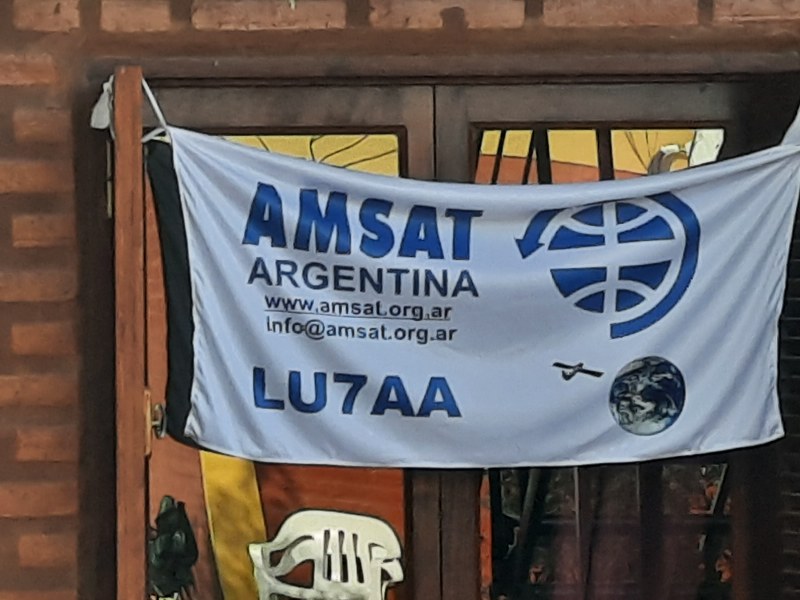 AMSAT
ARGENTINA
www.amsat.org.ar
Info@amsat.org.ar
LU7AA